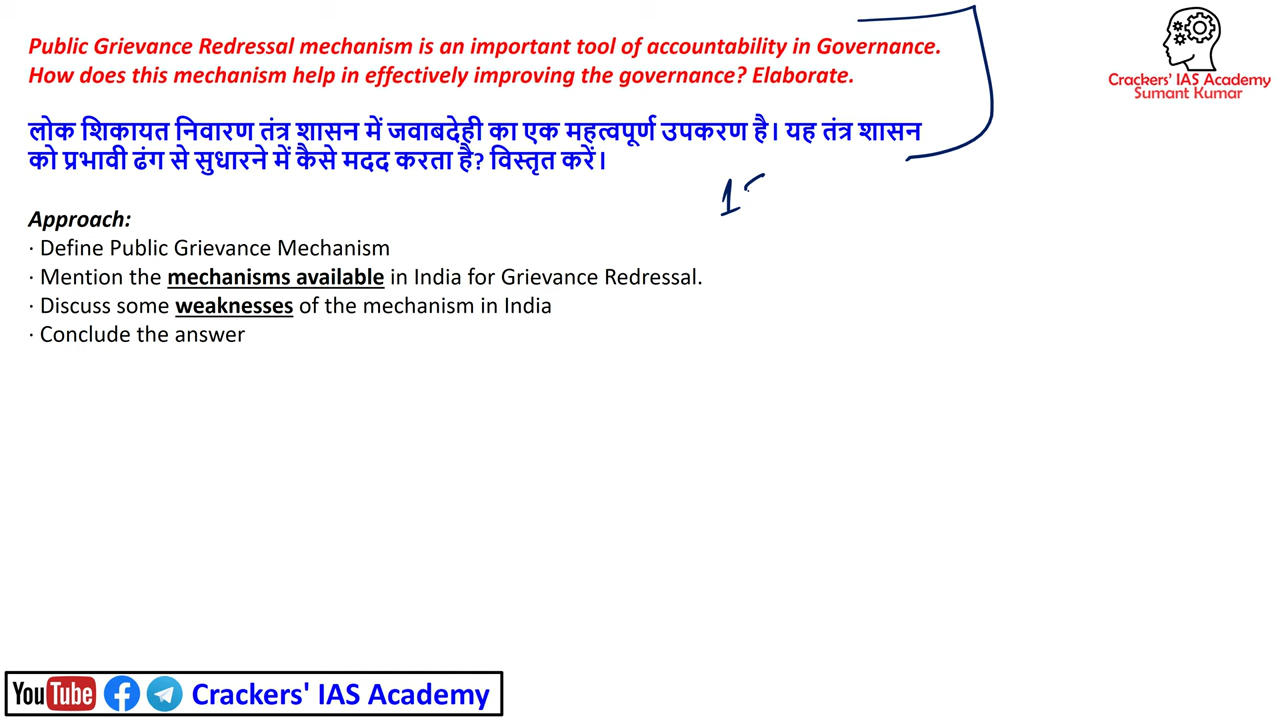 Public Grievance Redressal mechanism is an important tool of accountability in Governance.
How does this mechanism help in effectively improving the governance? Elaborate.
लोक शिकायत निवारण तंत्र शासन में जवाबदेही का एक महत्वपूर्ण उपकरण है। यह तंत्र शासन
को प्रभावी ढंग से सुधारने में कैसे मदद करता है? विस्तृत करें।
Approach:
· Define Public Grievance Mechanism
· Mention the mechanisms available in India for Grievance Redressal.
· Discuss some weaknesses of the mechanism in India
· Conclude the answer
Crackers' IAS Academy
Sumant Kumar
YouTube Crackers' IAS Academy